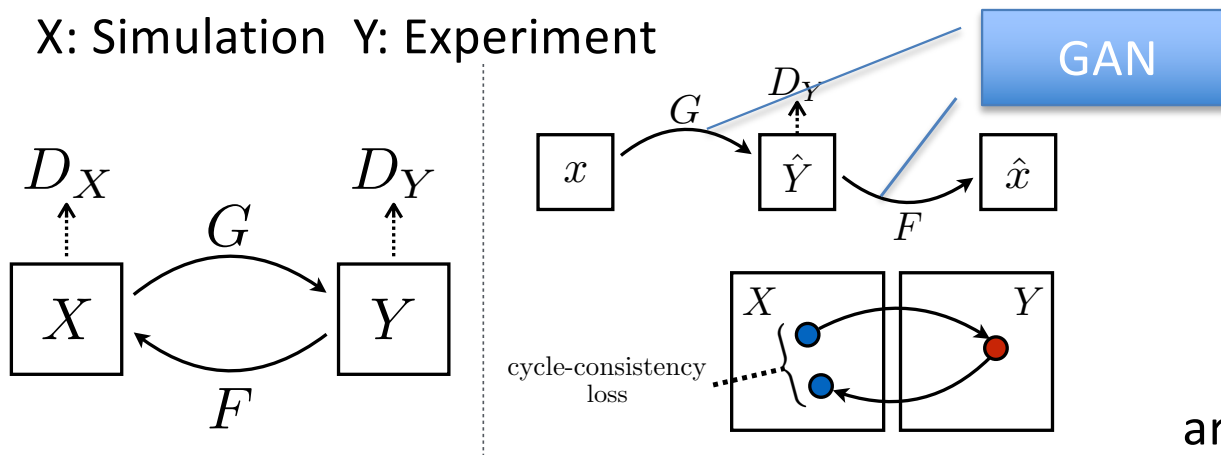 X: Simulation Y: Experiment
GAN
D_X
D_Y
G
X
Y
F
D_Y
G
x
Ŷ
x̂
F
X
Y
cycle-consistency
loss